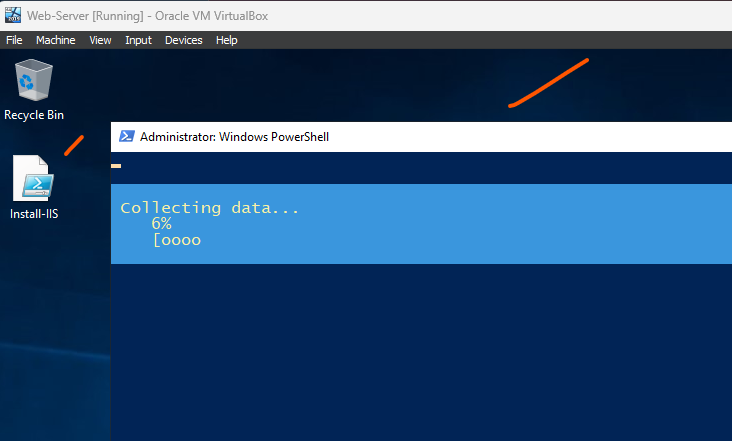 Web-Server [Running] - Oracle VM VirtualBox
File Machine View Input Devices Help
Recycle Bin
Administrator: Windows PowerShell
Install-IIS
Collecting data...
6%
[oooo